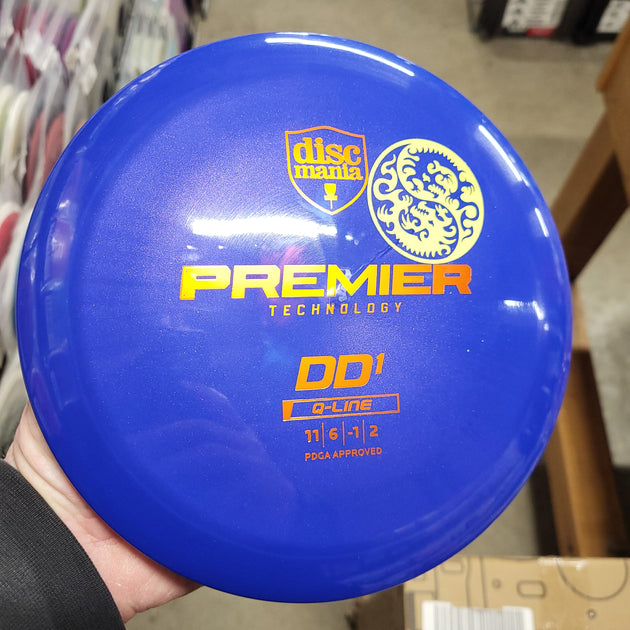 disc
mania
PREMIER
TECHNOLOGY
DD1
Q-LINE
11|6|-1|2
PDGA APPROVED